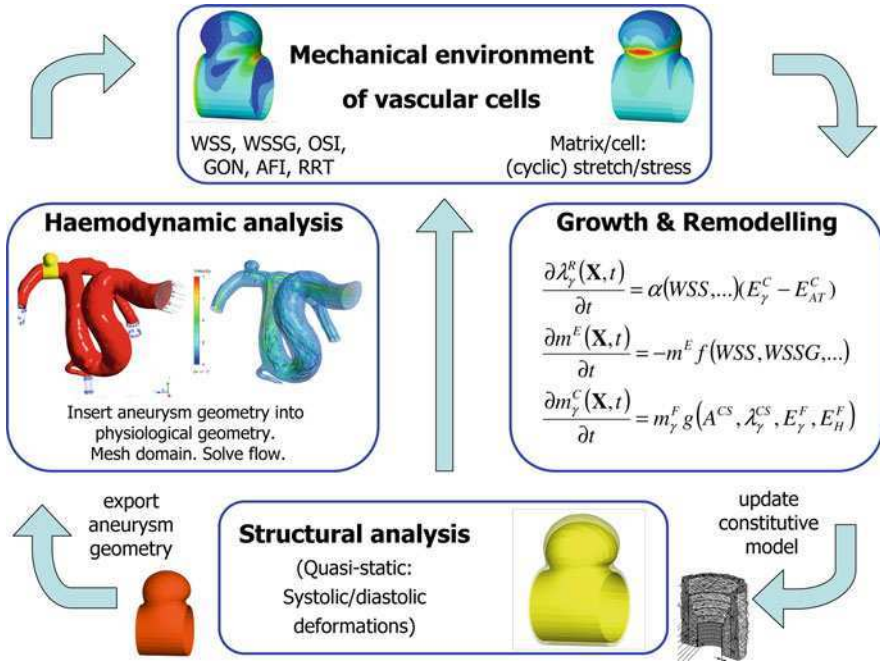 Mechanical environment
of vascular cells
WSS, WSSG, OSI,
GON, AFI, RRT
Matrix/cell:
(cyclic) stretch/stress
Haemodynamic analysis
Insert aneurysm geometry into
physiological geometry.
Mesh domain. Solve flow.
Growth & Remodelling
∂λ_γ^R(X,t)/∂t = α(WSS,...)(E_γ^C − E_AT^C)
∂m^E(X,t)/∂t = −m^E f(WSS,WSSG,...)
∂m_γ^C(X,t)/∂t = m_γ^F g(A^CS, λ_γ^CS, E_γ^F, E_H^F)
export
aneurysm
geometry
Structural analysis
(Quasi-static:
Systolic/diastolic
deformations)
update
constitutive
model